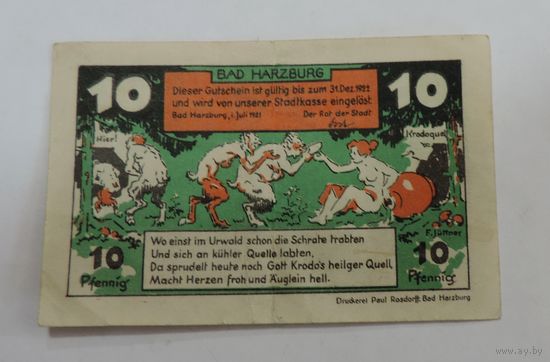 BAD HARZBURG
10
10
Dieser Gutschein ist gültig bis zum 31. Dez. 1922
und wird von unserer Stadtkasse eingelöst.
Bad Harzburg, i. Juli 1921 Der Rat der Stadt
Hier!
Krodoquell
F. Jüttner
10
Pfennig
10
Pfennig
Wo einst im Urwald schon die Schrate trabten
Und sich an kühler Quelle labten,
Da sprudelt heute noch Gott Krodo's heilger Quell,
Macht Herzen froh und Äuglein hell.
Druckerei Paul Rosdorff, Bad Harzburg
www.ay.by